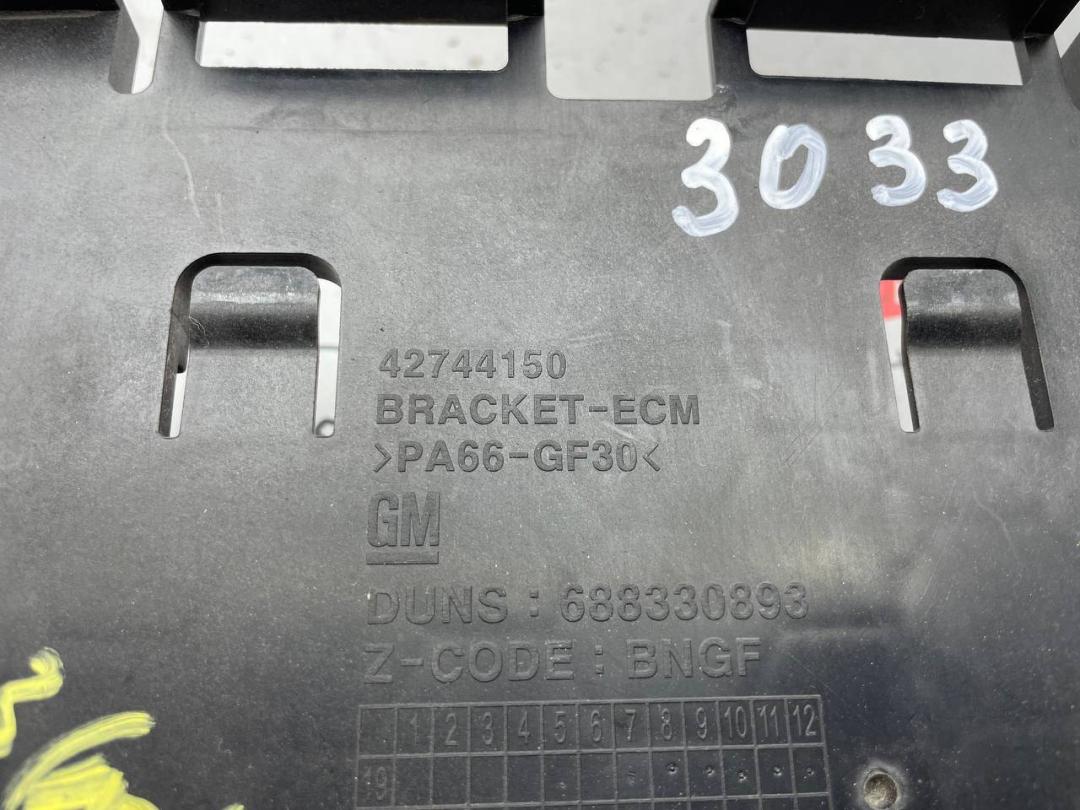 3033
42744150
BRACKET-ECM
>PA66-GF30<
GM
DUNS : 688330893
Z-CODE : BNGF
1 2 3 4 5 6 7 8 9 10 11 12
19